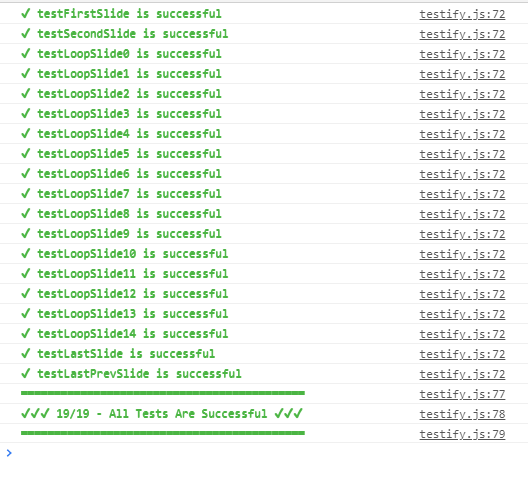 ✓ testFirstSlide is successful testify.js:72
✓ testSecondSlide is successful testify.js:72
✓ testLoopSlide0 is successful testify.js:72
✓ testLoopSlide1 is successful testify.js:72
✓ testLoopSlide2 is successful testify.js:72
✓ testLoopSlide3 is successful testify.js:72
✓ testLoopSlide4 is successful testify.js:72
✓ testLoopSlide5 is successful testify.js:72
✓ testLoopSlide6 is successful testify.js:72
✓ testLoopSlide7 is successful testify.js:72
✓ testLoopSlide8 is successful testify.js:72
✓ testLoopSlide9 is successful testify.js:72
✓ testLoopSlide10 is successful testify.js:72
✓ testLoopSlide11 is successful testify.js:72
✓ testLoopSlide12 is successful testify.js:72
✓ testLoopSlide13 is successful testify.js:72
✓ testLoopSlide14 is successful testify.js:72
✓ testLastSlide is successful testify.js:72
✓ testLastPrevSlide is successful testify.js:72
testify.js:77
✓✓✓ 19/19 - All Tests Are Successful ✓✓✓ testify.js:78
testify.js:79
>